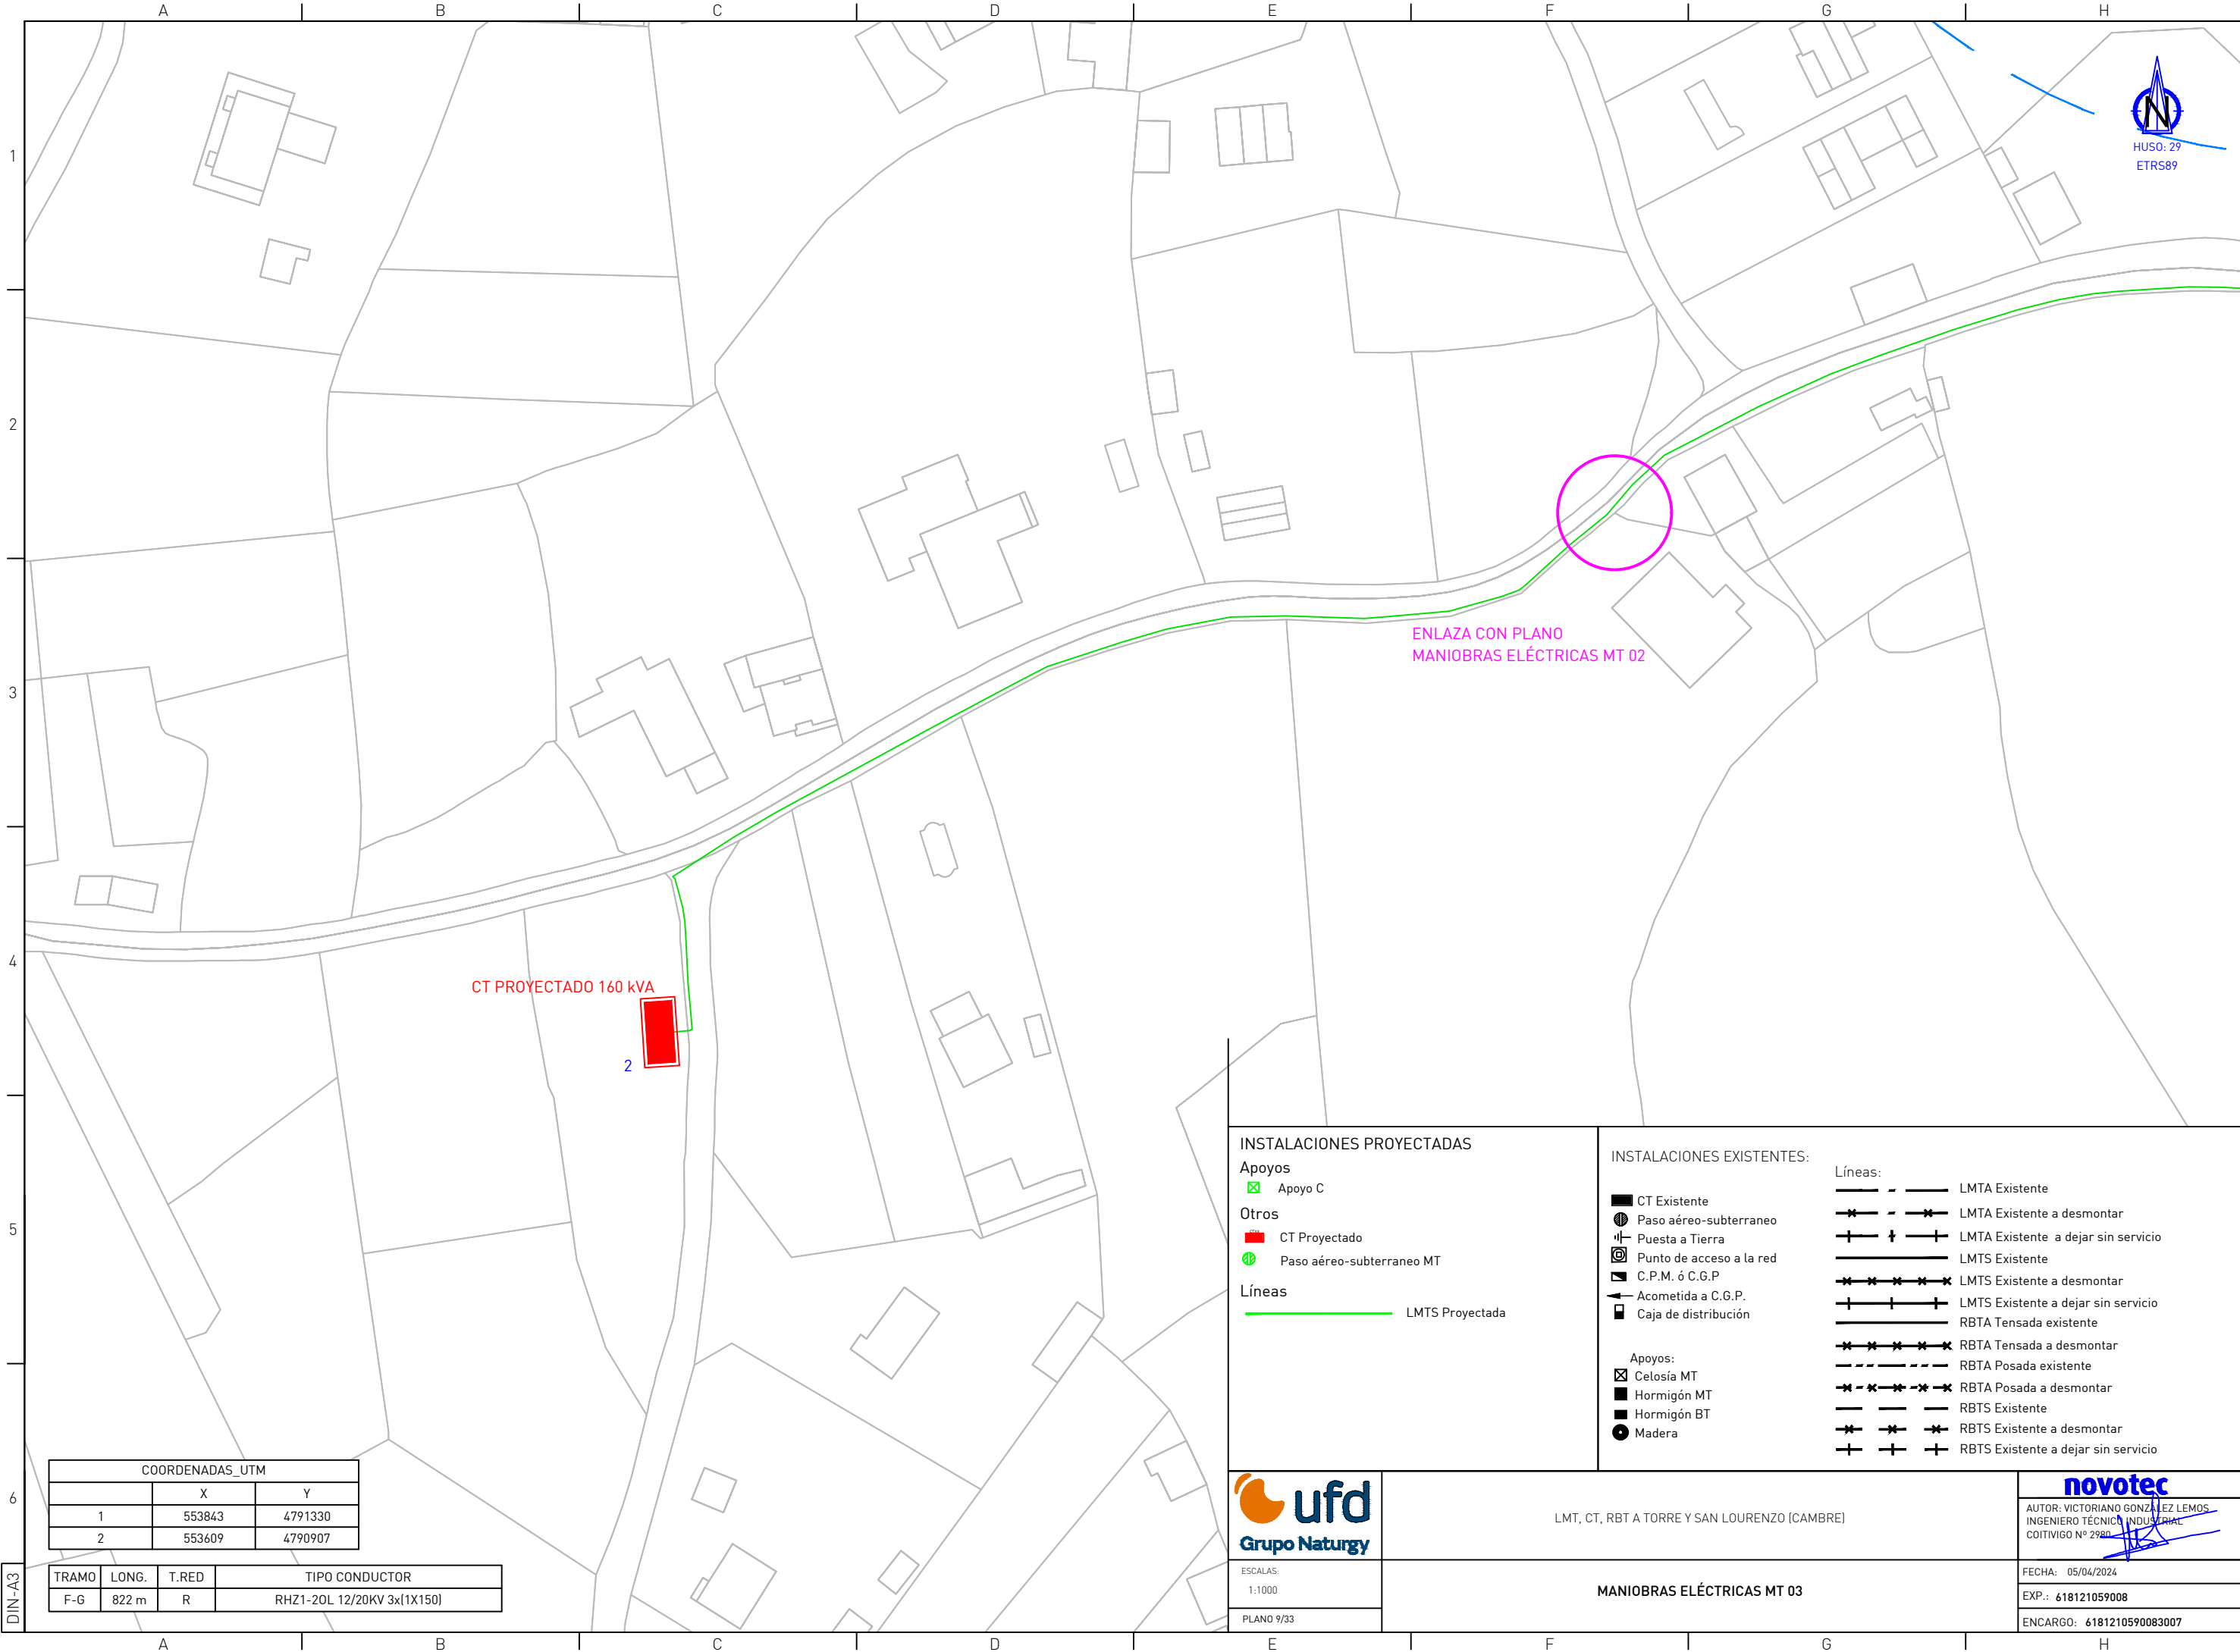 A B C D E F G H
1
2
3
4
5
6
N
HUSO: 29
ETRS89
ENLAZA CON PLANO
MANIOBRAS ELÉCTRICAS MT 02
CT PROYECTADO 160 kVA
2
INSTALACIONES PROYECTADAS
Apoyos
Apoyo C
Otros
CT Proyectado
Paso aéreo-subterraneo MT
Líneas
LMTS Proyectada
INSTALACIONES EXISTENTES:
CT Existente
Paso aéreo-subterraneo
Puesta a Tierra
Punto de acceso a la red
C.P.M. ó C.G.P
Acometida a C.G.P.
Caja de distribución
Apoyos:
Celosía MT
Hormigón MT
Hormigón BT
Madera
Líneas:
LMTA Existente
LMTA Existente a desmontar
LMTA Existente a dejar sin servicio
LMTS Existente
LMTS Existente a desmontar
LMTS Existente a dejar sin servicio
RBTA Tensada existente
RBTA Tensada a desmontar
RBTA Posada existente
RBTA Posada a desmontar
RBTS Existente
RBTS Existente a desmontar
RBTS Existente a dejar sin servicio
COORDENADAS_UTM
X Y
1 553843 4791330
2 553609 4790907
TRAMO LONG. T.RED TIPO CONDUCTOR
F-G 822 m R RHZ1-2OL 12/20KV 3x(1X150)
DIN-A3
ufd
Grupo Naturgy
LMT, CT, RBT A TORRE Y SAN LOURENZO (CAMBRE)
ESCALAS:
1:1000
PLANO 9/33
MANIOBRAS ELÉCTRICAS MT 03
novotec
AUTOR: VICTORIANO GONZÁLEZ LEMOS
INGENIERO TÉCNICO INDUSTRIAL
COITIVIGO Nº 2980
FECHA: 05/04/2024
EXP.: 618121059008
ENCARGO: 6181210590083007
A B C D E F G H